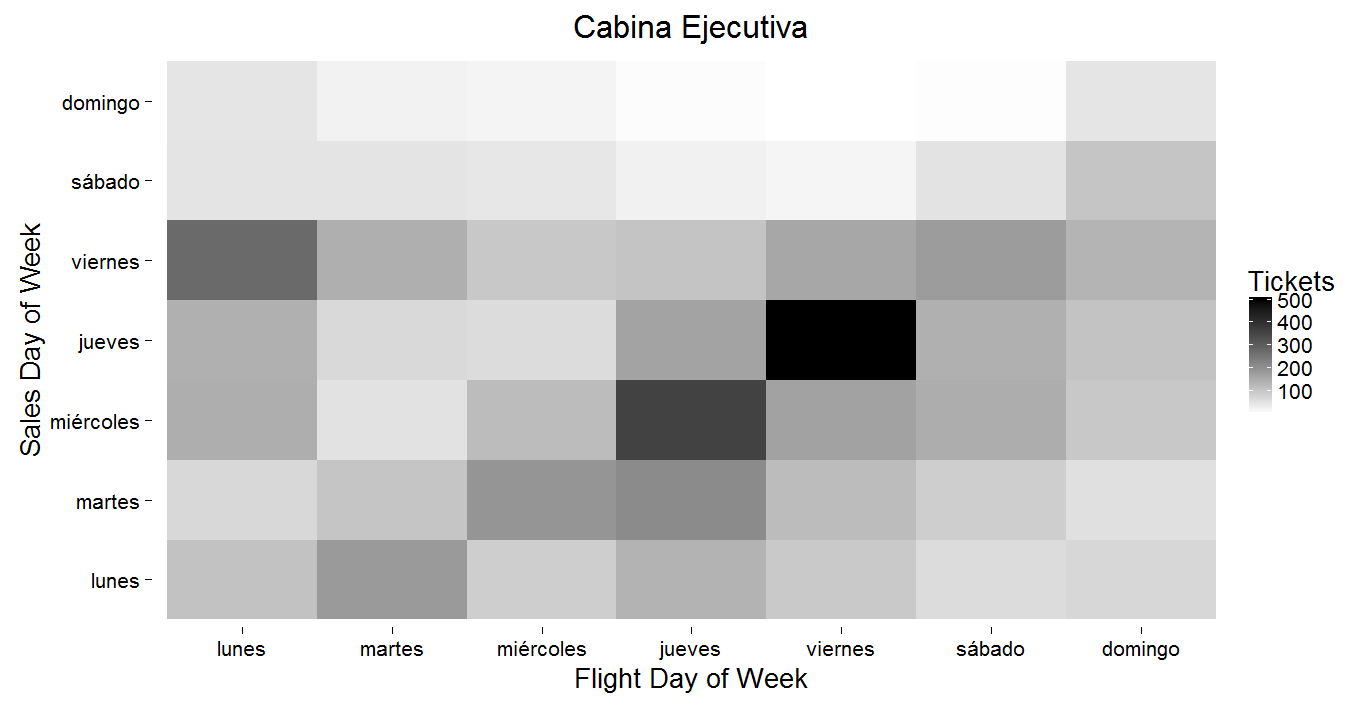 Cabina Ejecutiva
Sales Day of Week
domingo
sábado
viernes
jueves
miércoles
martes
lunes
lunes martes miércoles jueves viernes sábado domingo
Flight Day of Week
Tickets
500
400
300
200
100